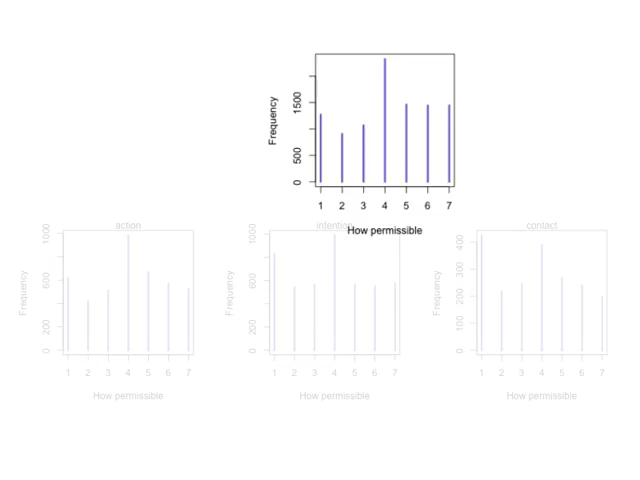 Frequency
0 500 1500
1 2 3 4 5 6 7
How permissible
action
Frequency
0 200 600 1000
1 2 3 4 5 6 7
How permissible
intention
Frequency
0 200 600 1000
1 2 3 4 5 6 7
How permissible
contact
Frequency
0 100 200 300 400
1 2 3 4 5 6 7
How permissible